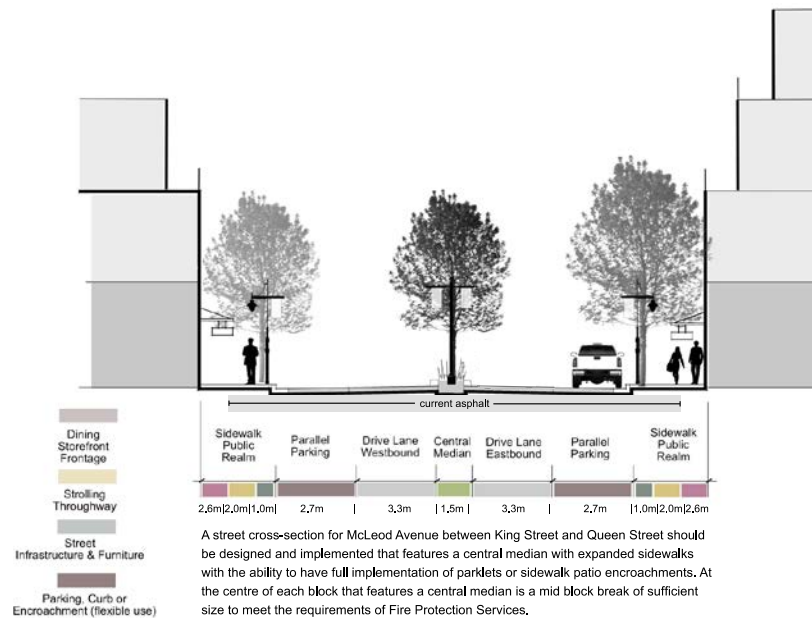 current asphalt
Dining
Storefront
Frontage
Strolling
Throughway
Street
Infrastructure & Furniture
Parking, Curb or
Encroachment (flexible use)
Sidewalk
Public
Realm
Parallel
Parking
Drive Lane
Westbound
Central
Median
Drive Lane
Eastbound
Parallel
Parking
Sidewalk
Public
Realm
2.6m|2.0m|1.0m| 2.7m | 3.3m | 1.5m | 3.3m | 2.7m |1.0m|2.0m|2.6m|
A street cross-section for McLeod Avenue between King Street and Queen Street should
be designed and implemented that features a central median with expanded sidewalks
with the ability to have full implementation of parklets or sidewalk patio encroachments. At
the centre of each block that features a central median is a mid block break of sufficient
size to meet the requirements of Fire Protection Services.